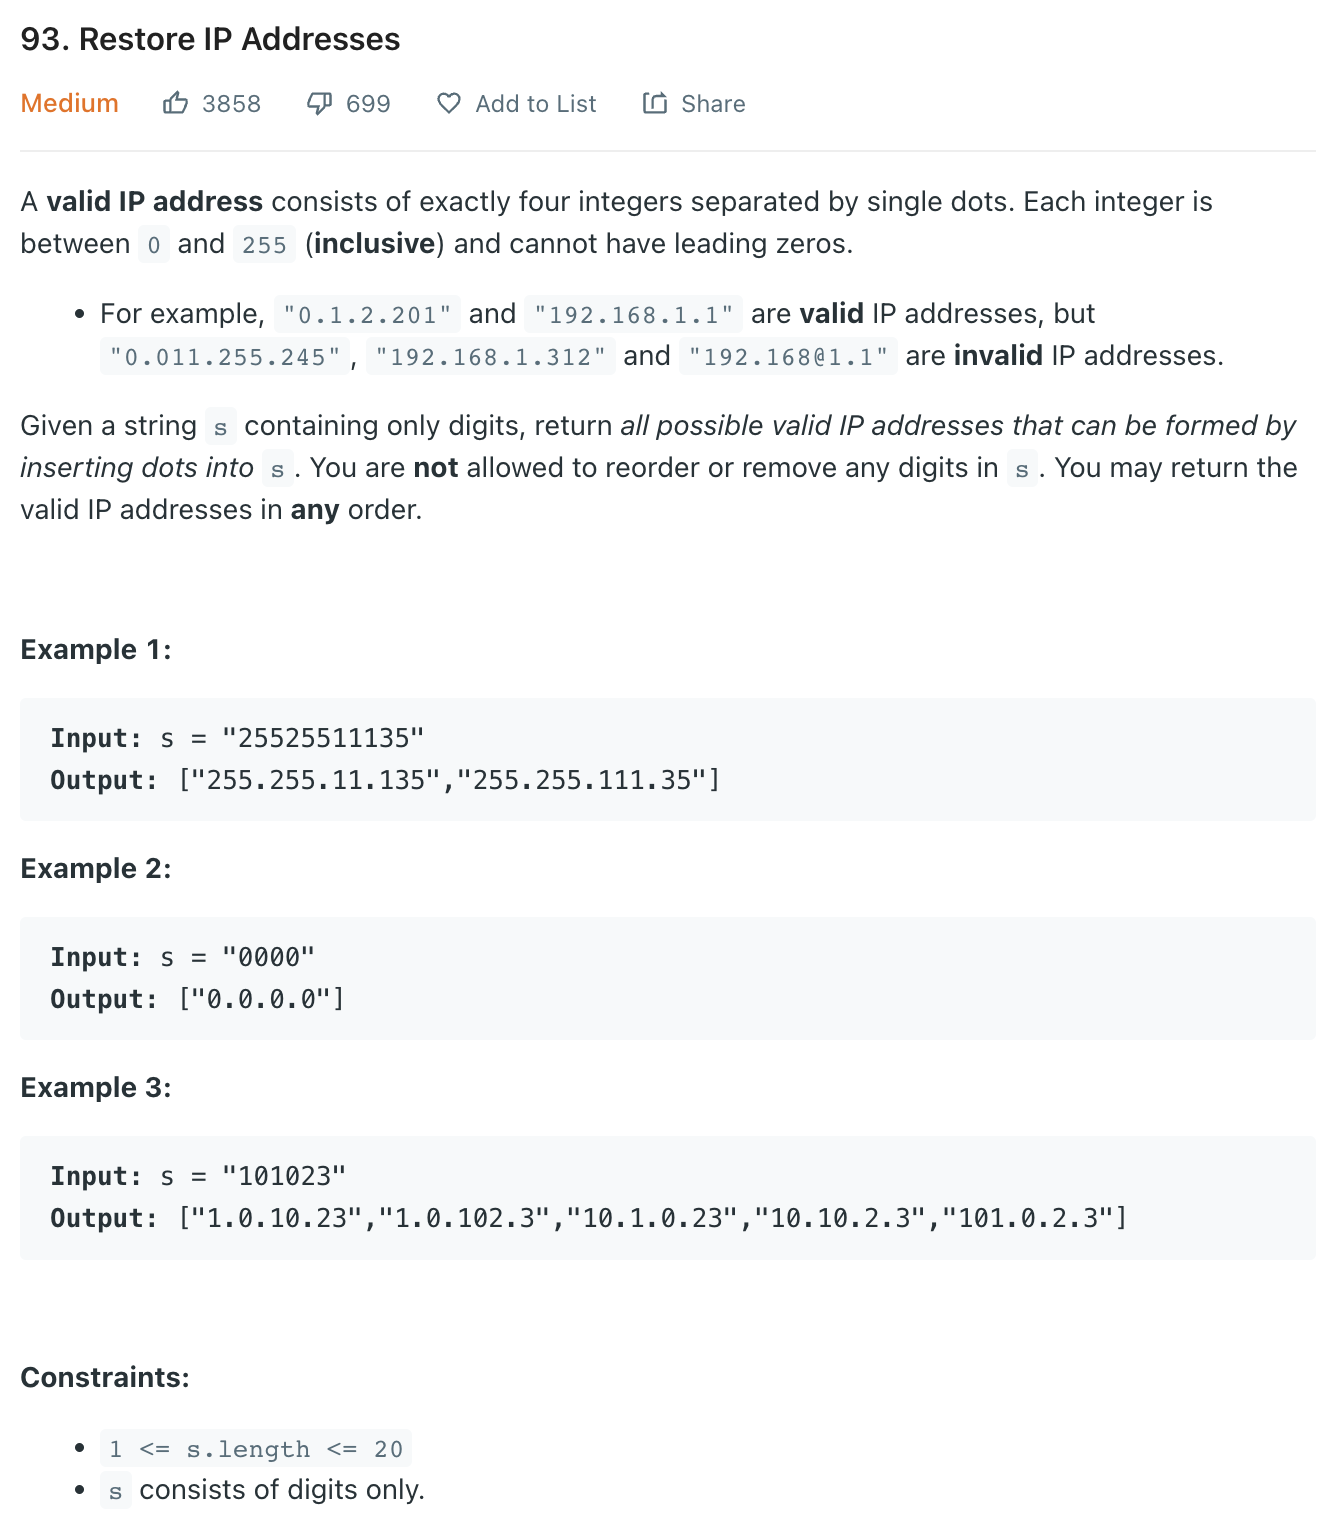 93. Restore IP Addresses
Medium 3858 699 Add to List Share
A valid IP address consists of exactly four integers separated by single dots. Each integer is
between 0 and 255 (inclusive) and cannot have leading zeros.
• For example, "0.1.2.201" and "192.168.1.1" are valid IP addresses, but
"0.011.255.245", "192.168.1.312" and "192.168@1.1" are invalid IP addresses.
Given a string s containing only digits, return all possible valid IP addresses that can be formed by
inserting dots into s. You are not allowed to reorder or remove any digits in s. You may return the
valid IP addresses in any order.
Example 1:
Input: s = "25525511135"
Output: ["255.255.11.135","255.255.111.35"]
Example 2:
Input: s = "0000"
Output: ["0.0.0.0"]
Example 3:
Input: s = "101023"
Output: ["1.0.10.23","1.0.102.3","10.1.0.23","10.10.2.3","101.0.2.3"]
Constraints:
• 1 <= s.length <= 20
• s consists of digits only.